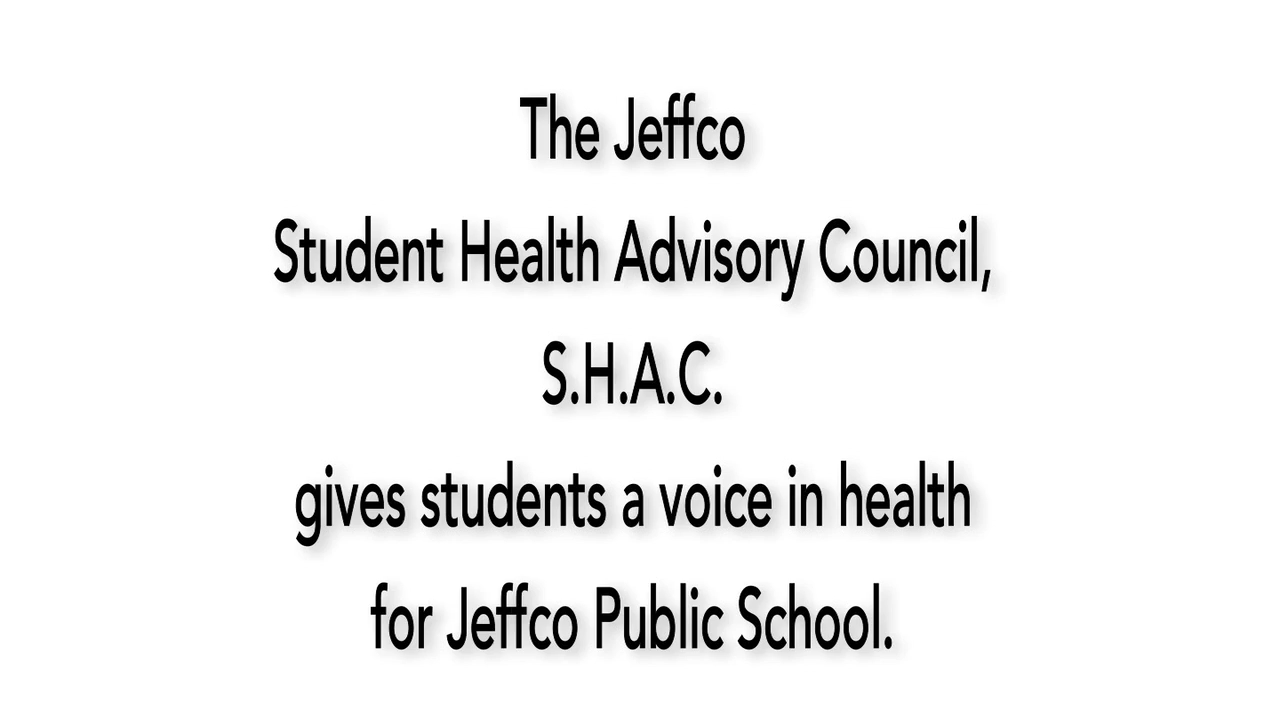 The Jeffco
Student Health Advisory Council,
S.H.A.C.
gives students a voice in health
for Jeffco Public School.